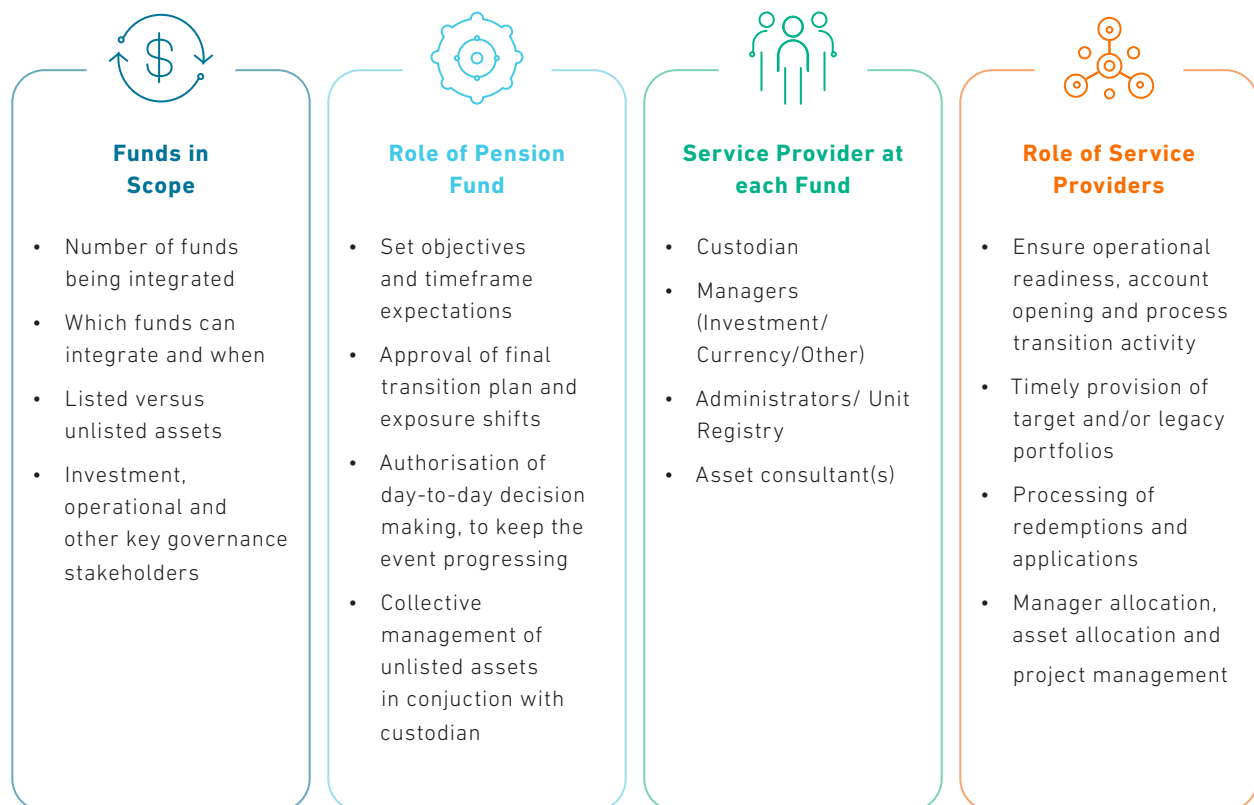 Funds in
Scope
• Number of funds
being integrated
• Which funds can
integrate and when
• Listed versus
unlisted assets
• Investment,
operational and
other key governance
stakeholders
Role of Pension
Fund
• Set objectives
and timeframe
expectations
• Approval of final
transition plan and
exposure shifts
• Authorisation of
day-to-day decision
making, to keep the
event progressing
• Collective
management of
unlisted assets
in conjuction with
custodian
Service Provider at
each Fund
• Custodian
• Managers
(Investment/
Currency/Other)
• Administrators/ Unit
Registry
• Asset consultant(s)
Role of Service
Providers
• Ensure operational
readiness, account
opening and process
transition activity
• Timely provision of
target and/or legacy
portfolios
• Processing of
redemptions and
applications
• Manager allocation,
asset allocation and
project management